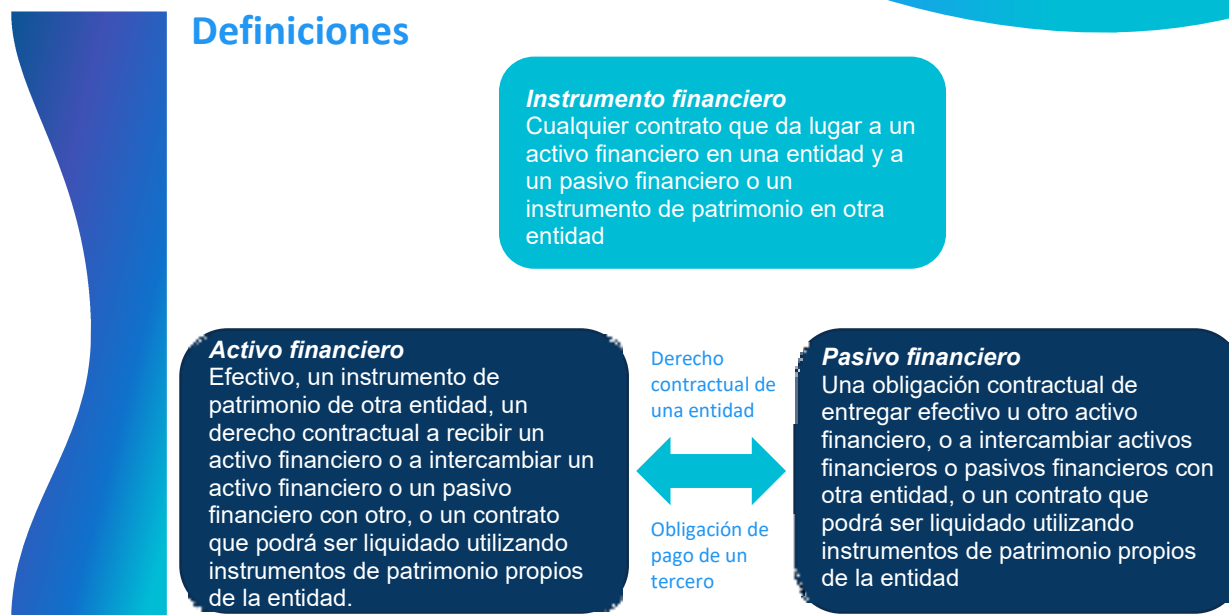 Definiciones
Instrumento financiero
Cualquier contrato que da lugar a un
activo financiero en una entidad y a
un pasivo financiero o un
instrumento de patrimonio en otra
entidad
Activo financiero
Efectivo, un instrumento de
patrimonio de otra entidad, un
derecho contractual a recibir un
activo financiero o a intercambiar un
activo financiero o un pasivo
financiero con otro, o un contrato
que podrá ser liquidado utilizando
instrumentos de patrimonio propios
de la entidad.
Derecho
contractual de
una entidad
Obligación de
pago de un
tercero
Pasivo financiero
Una obligación contractual de
entregar efectivo u otro activo
financiero, o a intercambiar activos
financieros o pasivos financieros con
otra entidad, o un contrato que
podrá ser liquidado utilizando
instrumentos de patrimonio propios
de la entidad